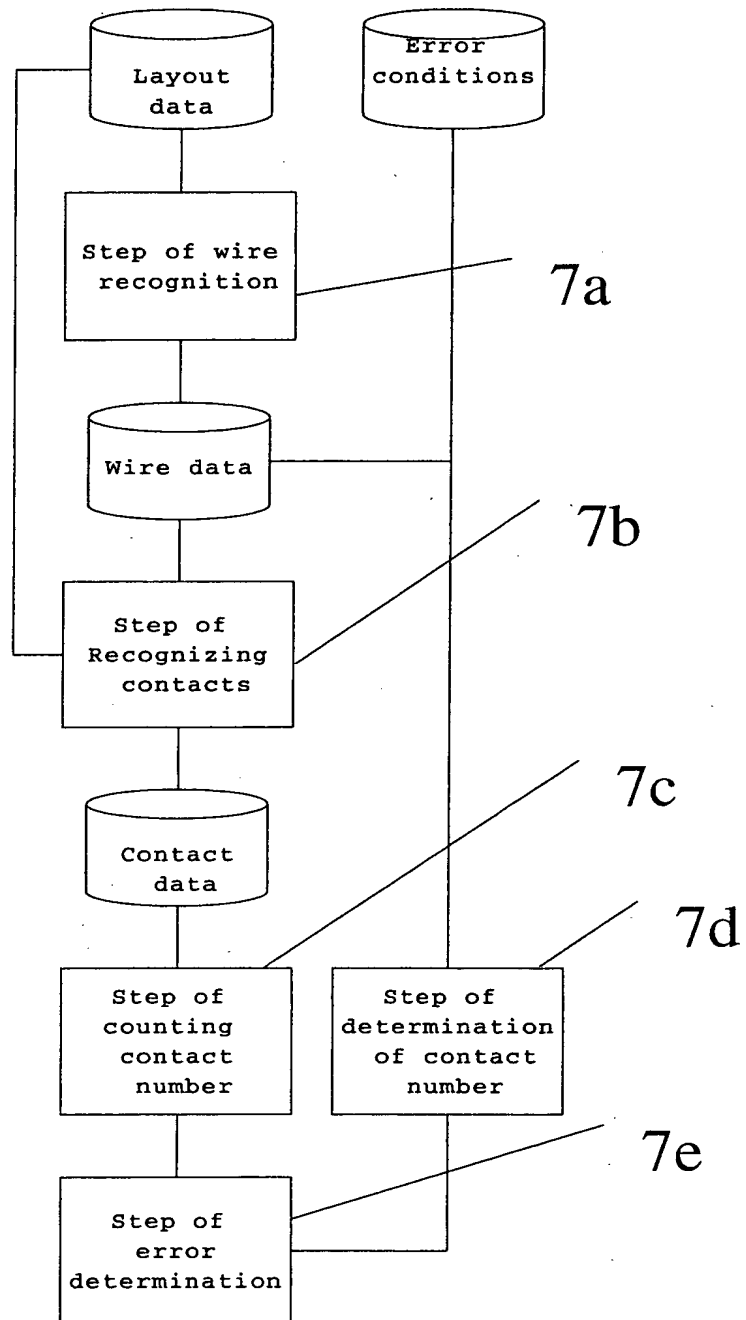 Layout
data
Error
conditions
Step of wire
recognition
7a
Wire data
7b
Step of
Recognizing
contacts
7c
Contact
data
7d
Step of
counting
contact
number
Step of
determination
of contact
number
7e
Step of
error
determination